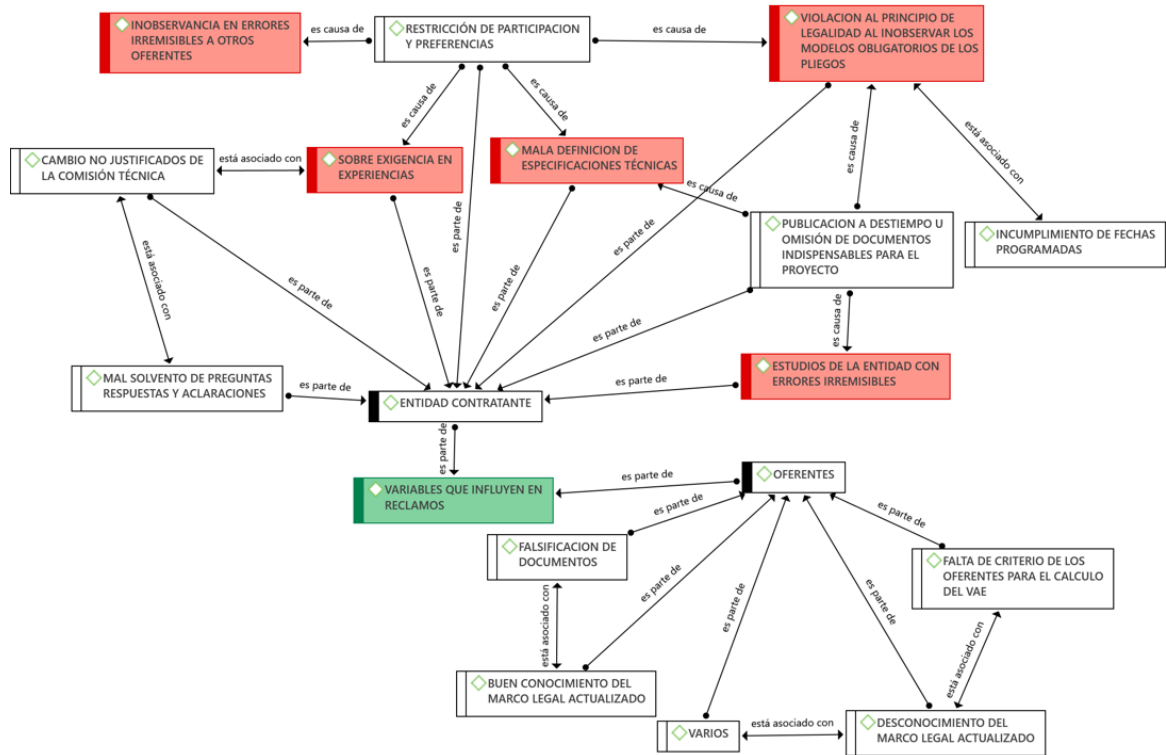 INOBSERVANCIA EN ERRORES
IRREMISIBLES A OTROS
OFERENTES
es causa de
RESTRICCIÓN DE PARTICIPACION
Y PREFERENCIAS
es causa de
VIOLACION AL PRINCIPIO DE
LEGALIDAD AL INOBSERVAR LOS
MODELOS OBLIGATORIOS DE LOS
PLIEGOS
es causa de
es parte de
es causa de
CAMBIO NO JUSTIFICADOS DE
LA COMISIÓN TÉCNICA
está asociado con
SOBRE EXIGENCIA EN
EXPERIENCIAS
MALA DEFINICION DE
ESPECIFICACIONES TÉCNICAS
es causa de
es causa de
está asociado con
PUBLICACION A DESTIEMPO U
OMISIÓN DE DOCUMENTOS
INDISPENSABLES PARA EL
PROYECTO
INCUMPLIMIENTO DE FECHAS
PROGRAMADAS
está asociado con
es parte de
es parte de
es parte de
es parte de
es parte de
es causa de
MAL SOLVENTO DE PREGUNTAS
RESPUESTAS Y ACLARACIONES
es parte de
ENTIDAD CONTRATANTE
es parte de
ESTUDIOS DE LA ENTIDAD CON
ERRORES IRREMISIBLES
es parte de
VARIABLES QUE INFLUYEN EN
RECLAMOS
es parte de
OFERENTES
es parte de
es parte de
FALSIFICACION DE
DOCUMENTOS
FALTA DE CRITERIO DE LOS
OFERENTES PARA EL CALCULO
DEL VAE
está asociado con
es parte de
es parte de
es parte de
está asociado con
BUEN CONOCIMIENTO DEL
MARCO LEGAL ACTUALIZADO
VARIOS
está asociado con
DESCONOCIMIENTO DEL
MARCO LEGAL ACTUALIZADO